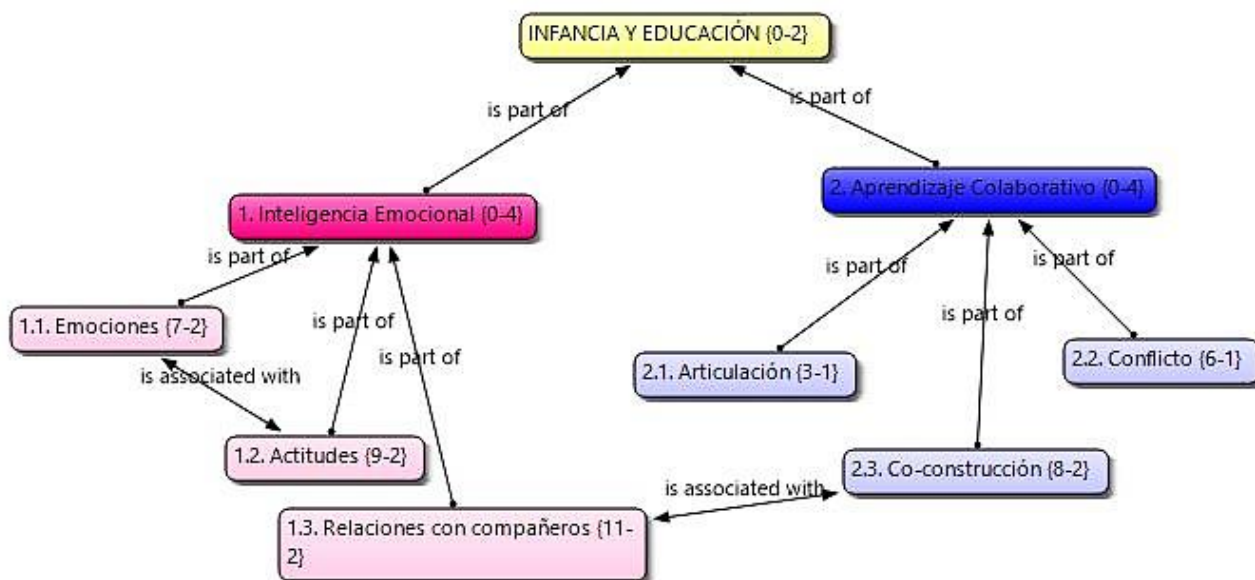 INFANCIA Y EDUCACIÓN {0-2}
is part of
is part of
1. Inteligencia Emocional {0-4}
2. Aprendizaje Colaborativo {0-4}
is part of
is part of
is part of
is part of
is part of
is part of
1.1. Emociones {7-2}
2.1. Articulación {3-1}
2.2. Conflicto {6-1}
is associated with
1.2. Actitudes {9-2}
2.3. Co-construcción {8-2}
is associated with
1.3. Relaciones con compañeros {11-
2}